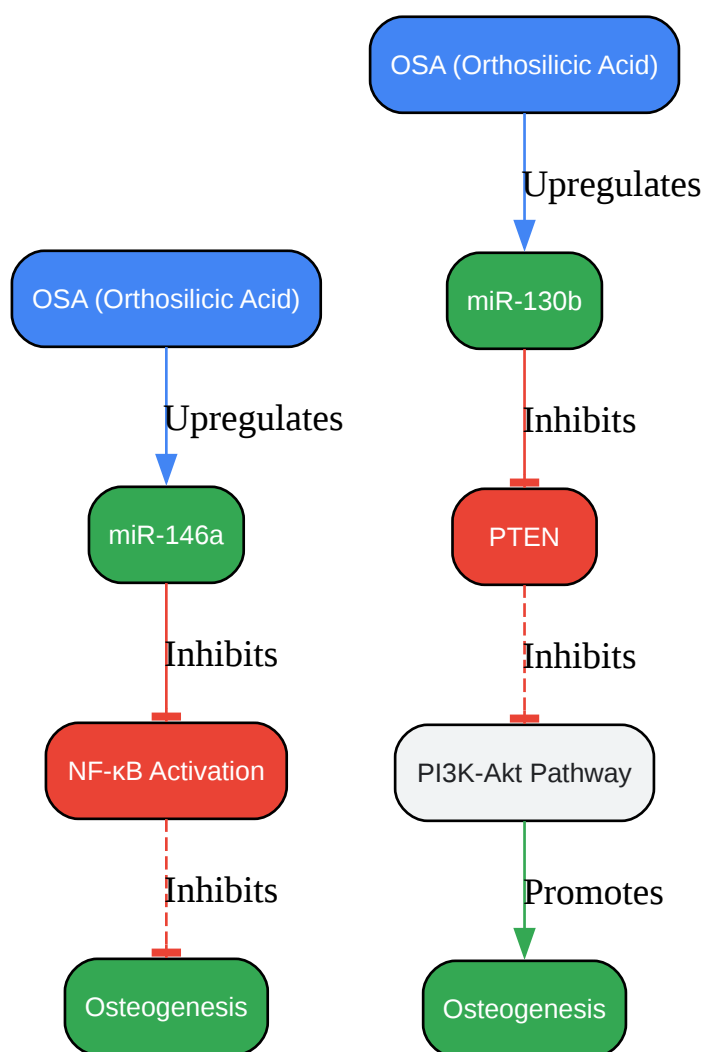 OSA (Orthosilicic Acid)
Upregulates
miR-146a
Inhibits
NF-κB Activation
Inhibits
Osteogenesis
OSA (Orthosilicic Acid)
Upregulates
miR-130b
Inhibits
PTEN
Inhibits
PI3K-Akt Pathway
Promotes
Osteogenesis